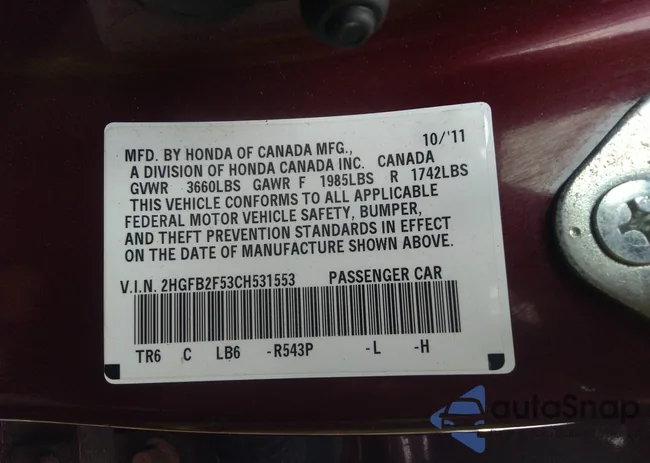 MFD. BY HONDA OF CANADA MFG., 10/'11
A DIVISION OF HONDA CANADA INC. CANADA
GVWR 3660LBS GAWR F 1985LBS R 1742LBS
THIS VEHICLE CONFORMS TO ALL APPLICABLE
FEDERAL MOTOR VEHICLE SAFETY, BUMPER,
AND THEFT PREVENTION STANDARDS IN EFFECT
ON THE DATE OF MANUFACTURE SHOWN ABOVE.
V.I.N. 2HGFB2F53CH531553 PASSENGER CAR
TR6 C LB6 -R543P -L -H
autoSnap